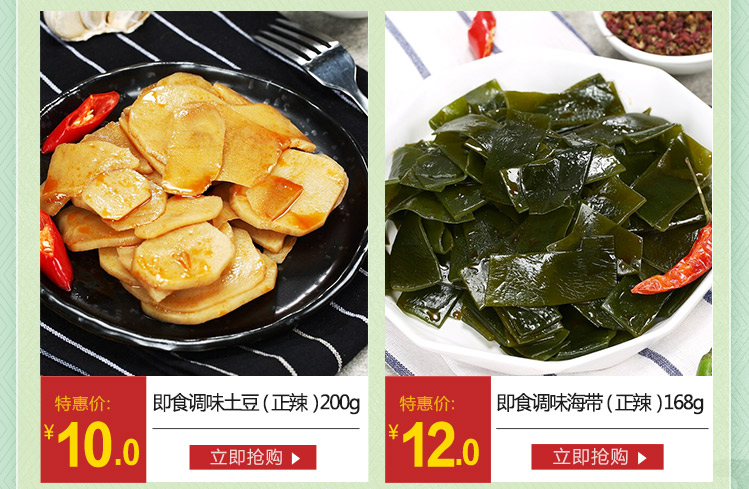 特惠价:
¥10.0
即食调味土豆(正辣)200g
立即抢购
特惠价:
¥12.0
即食调味海带(正辣)168g
立即抢购